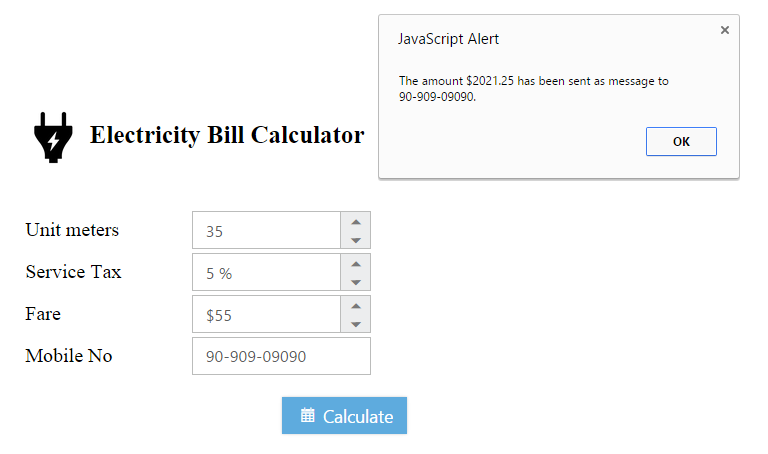 JavaScript Alert
The amount $2021.25 has been sent as message to
90-909-09090.
OK
Electricity Bill Calculator
Unit meters 35
Service Tax 5 %
Fare $55
Mobile No 90-909-09090
Calculate